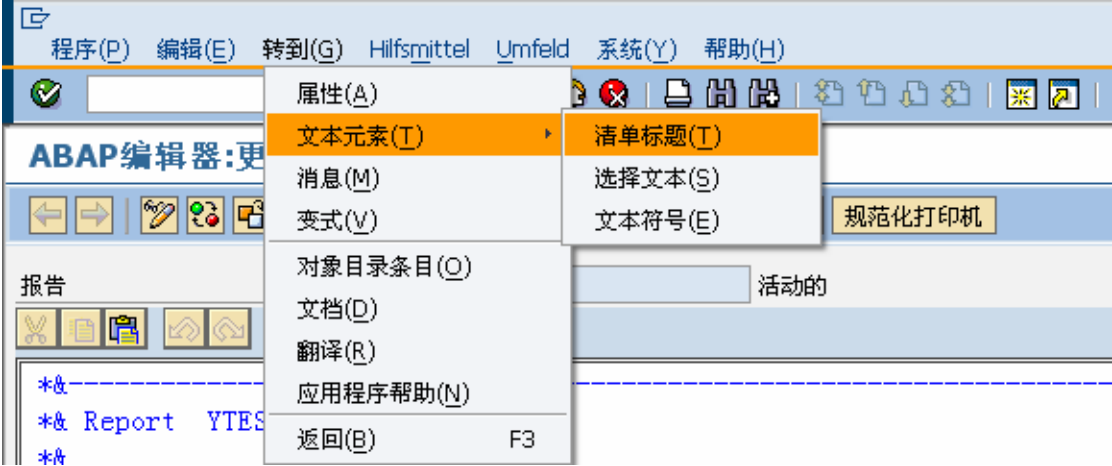 程序(P) 编辑(E) 转到(G) Hilfsmittel Umfeld 系统(Y) 帮助(H)
属性(A)
ABAP编辑器:更
文本元素(T)
清单标题(T)
消息(M)
选择文本(S)
变式(V)
文本符号(E)
规范化打印机
对象目录条目(O)
报告
活动的
文档(D)
翻译(R)
应用程序帮助(N)
返回(B) F3
*&----------------------------------------------------------------
*& Report YTES
*&